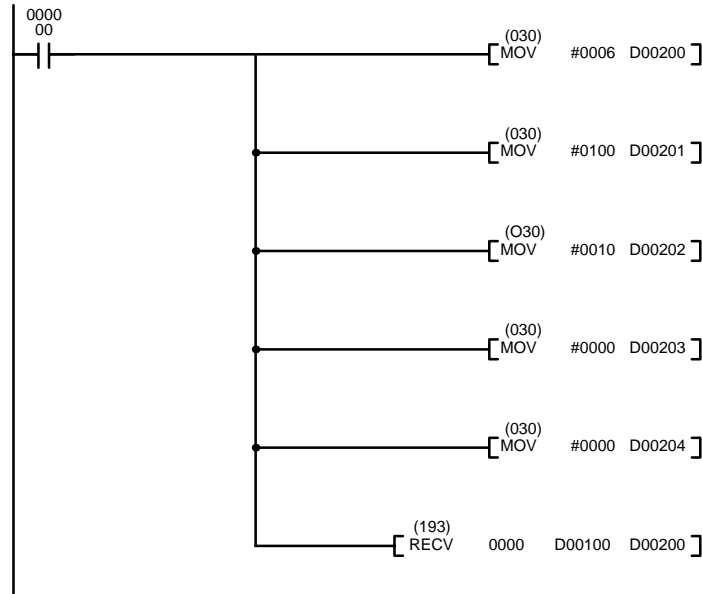 0000
00
(030)
MOV #0006 D00200
(030)
MOV #0100 D00201
(O30)
MOV #0010 D00202
(030)
MOV #0000 D00203
(030)
MOV #0000 D00204
(193)
RECV 0000 D00100 D00200